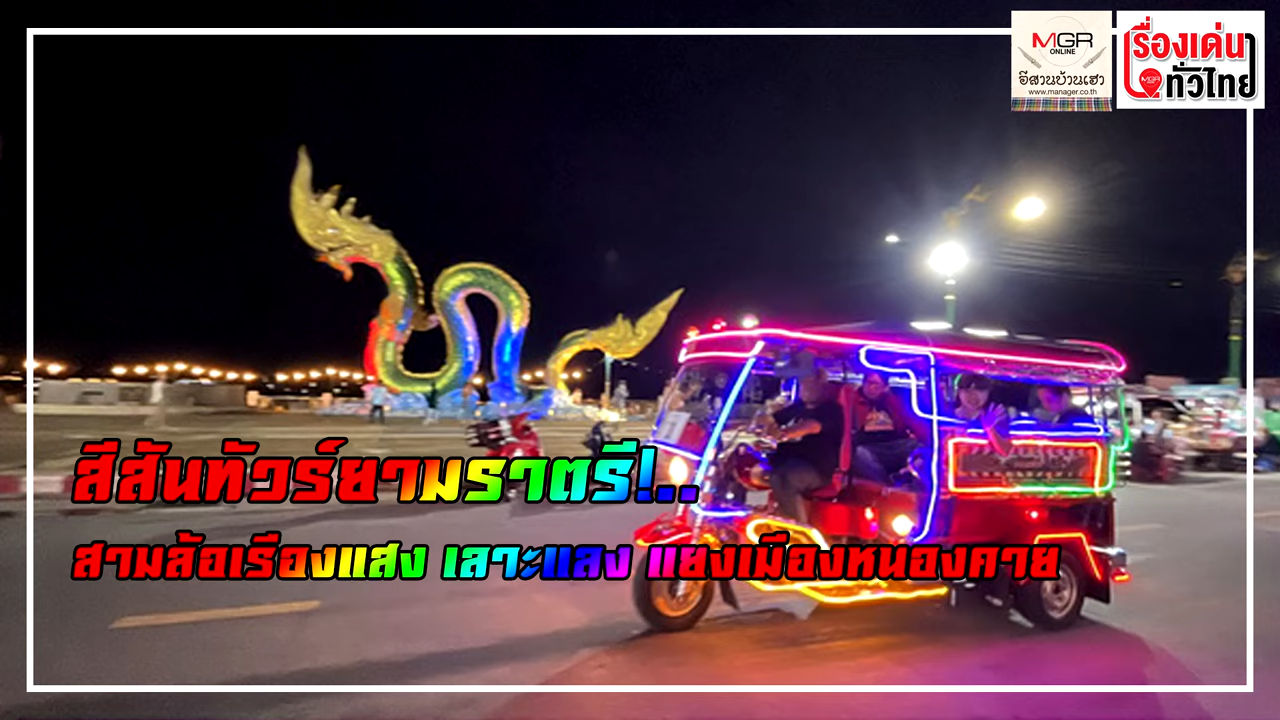 MGR
ONLINE
อีสานบ้านเฮา
www.manager.co.th
เรื่องเด่น
MGR
ทั่วไทย
สีสันทัวร์ยามราตรี!..
สามล้อเรืองแสง เลาะแลง แยงเมืองหนองคาย